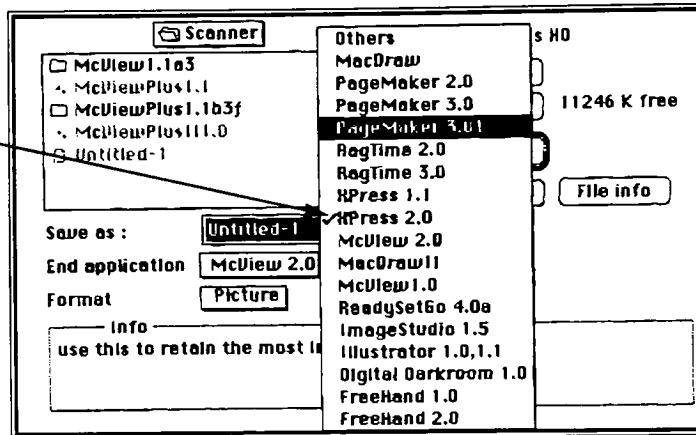 Scanner
McView1.1a3
McViewPlus1.1
McViewPlus1.1b3f
McViewPlus111.0
Untitled-1
Save as :
Untitled-1
End application
McView 2.0
Format
Picture
Info
use this to retain the most
Others
MacDraw
PageMaker 2.0
PageMaker 3.0
PageMaker 3.01
RagTime 2.0
RagTime 3.0
XPress 1.1
XPress 2.0
McView 2.0
MacDrawII
McView1.0
ReadySetGo 4.0a
ImageStudio 1.5
Illustrator 1.0,1.1
Digital Darkroom 1.0
FreeHand 1.0
FreeHand 2.0
s HD
11246 K free
File info